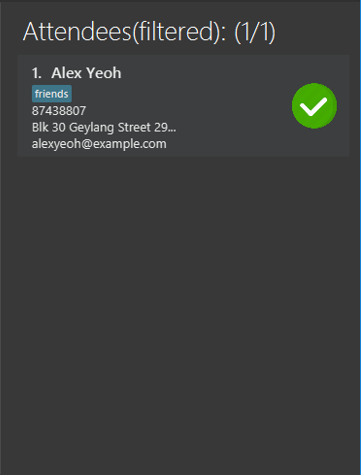 Attendees(filtered): (1/1)
1. Alex Yeoh
friends
87438807
Blk 30 Geylang Street 29...
alexyeoh@example.com